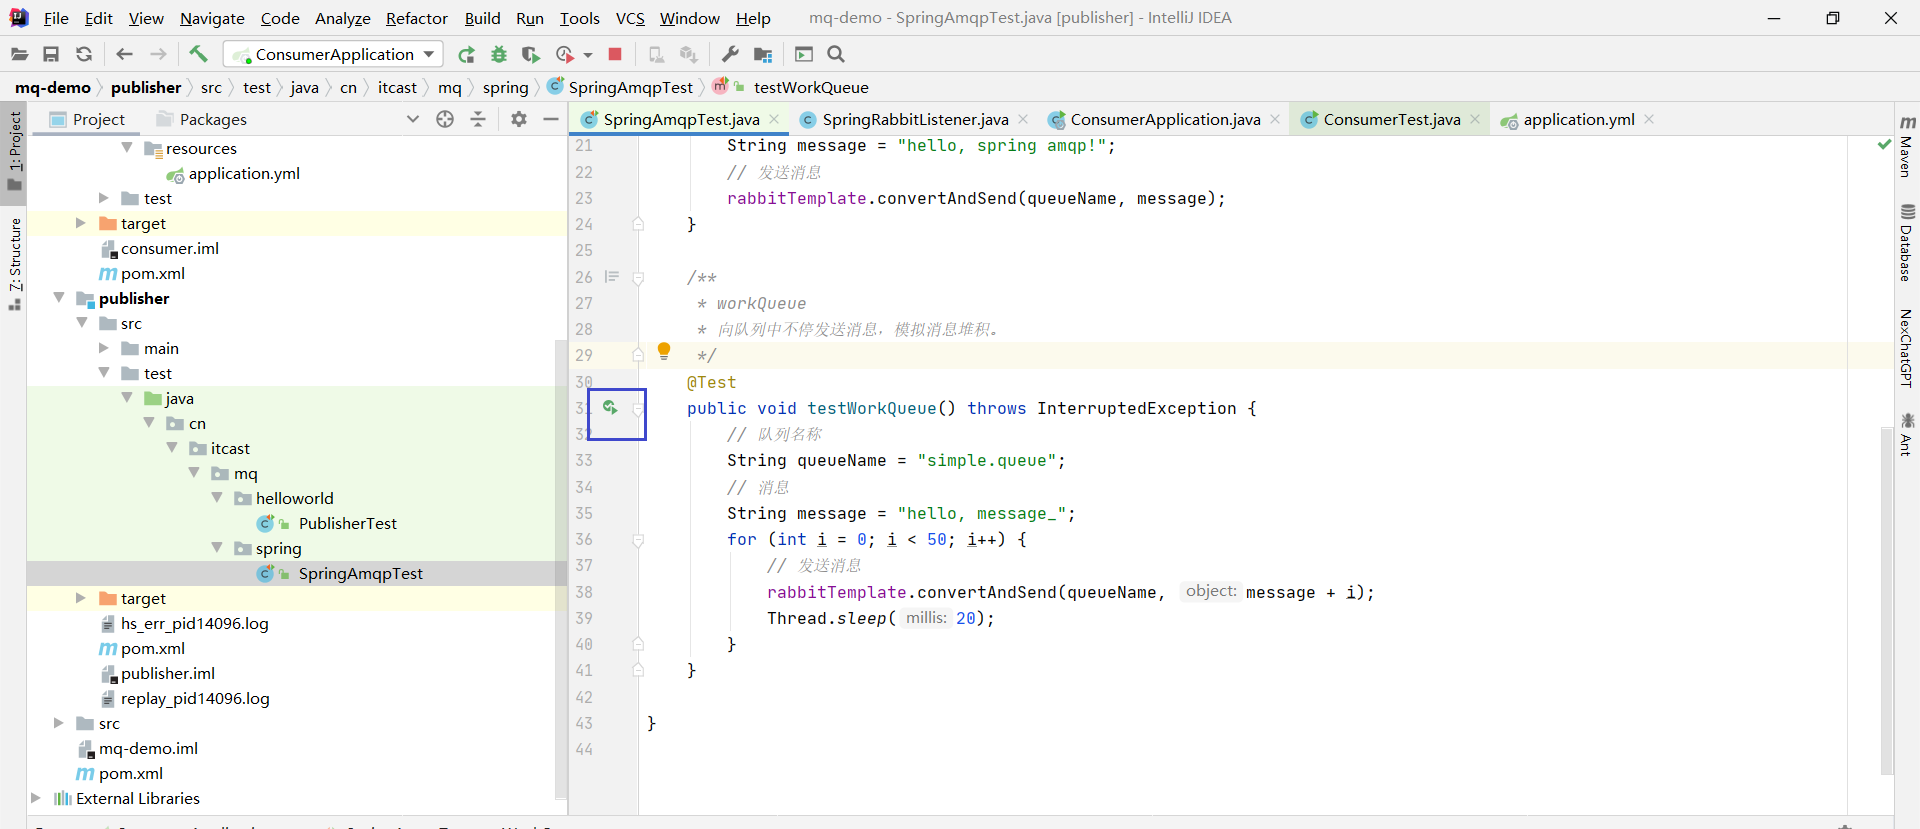 File Edit View Navigate Code Analyze Refactor Build Run Tools VCS Window Help mq-demo - SpringAmqpTest.java [publisher] - IntelliJ IDEA
ConsumerApplication
mq-demo publisher src test java cn itcast mq spring SpringAmqpTest testWorkQueue
1: Project
7: Structure
Project Packages
resources
application.yml
test
target
consumer.iml
pom.xml
publisher
src
main
test
java
cn
itcast
mq
helloworld
PublisherTest
spring
SpringAmqpTest
target
hs_err_pid14096.log
pom.xml
publisher.iml
replay_pid14096.log
src
mq-demo.iml
pom.xml
External Libraries
SpringAmqpTest.java SpringRabbitListener.java ConsumerApplication.java ConsumerTest.java application.yml
21 String message = "hello, spring amqp!";
22 // 发送消息
23 rabbitTemplate.convertAndSend(queueName, message);
24 }
25
26 /**
27 * workQueue
28 * 向队列中不停发送消息，模拟消息堆积。
29 */
30 @Test
31 public void testWorkQueue() throws InterruptedException {
32 // 队列名称
33 String queueName = "simple.queue";
34 // 消息
35 String message = "hello, message_";
36 for (int i = 0; i < 50; i++) {
37 // 发送消息
38 rabbitTemplate.convertAndSend(queueName, object: message + i);
39 Thread.sleep( millis: 20);
40 }
41 }
42
43 }
44
Maven
Database
NexChatGPT
Ant